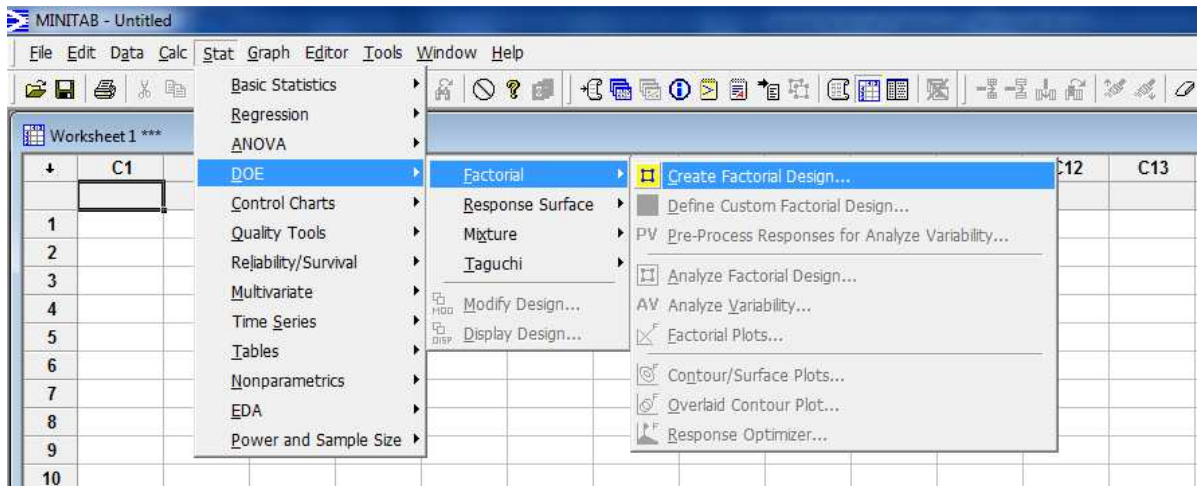 MINITAB - Untitled
File Edit Data Calc Stat Graph Editor Tools Window Help
Worksheet 1 ***
C1
C12
C13
1
2
3
4
5
6
7
8
9
10
Basic Statistics
Regression
ANOVA
DOE
Control Charts
Quality Tools
Reliability/Survival
Multivariate
Time Series
Tables
Nonparametrics
EDA
Power and Sample Size
Factorial
Response Surface
Mixture
Taguchi
MOD Modify Design...
DISP Display Design...
Create Factorial Design...
Define Custom Factorial Design...
PV Pre-Process Responses for Analyze Variability...
Analyze Factorial Design...
AV Analyze Variability...
F Factorial Plots...
F Contour/Surface Plots...
F Overlaid Contour Plot...
F Response Optimizer...